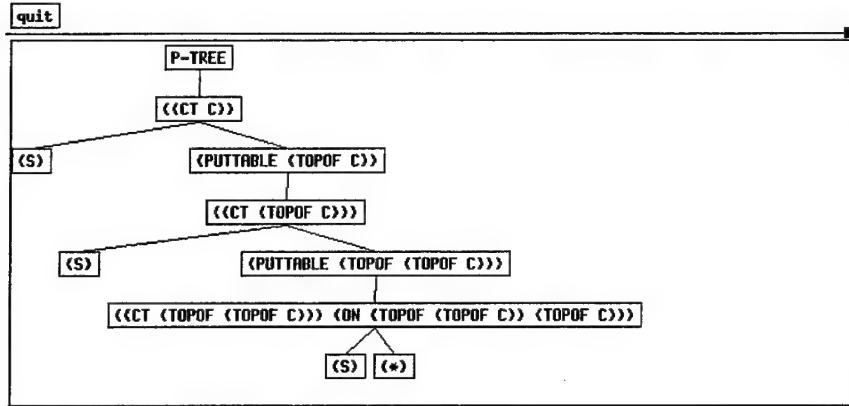 quit
P-TREE
((CT C))
(S) (PUTTABLE (TOPOF C))
((CT (TOPOF C)))
(S) (PUTTABLE (TOPOF (TOPOF C)))
((CT (TOPOF (TOPOF C))) (ON (TOPOF (TOPOF C)) (TOPOF C)))
(S) (*)